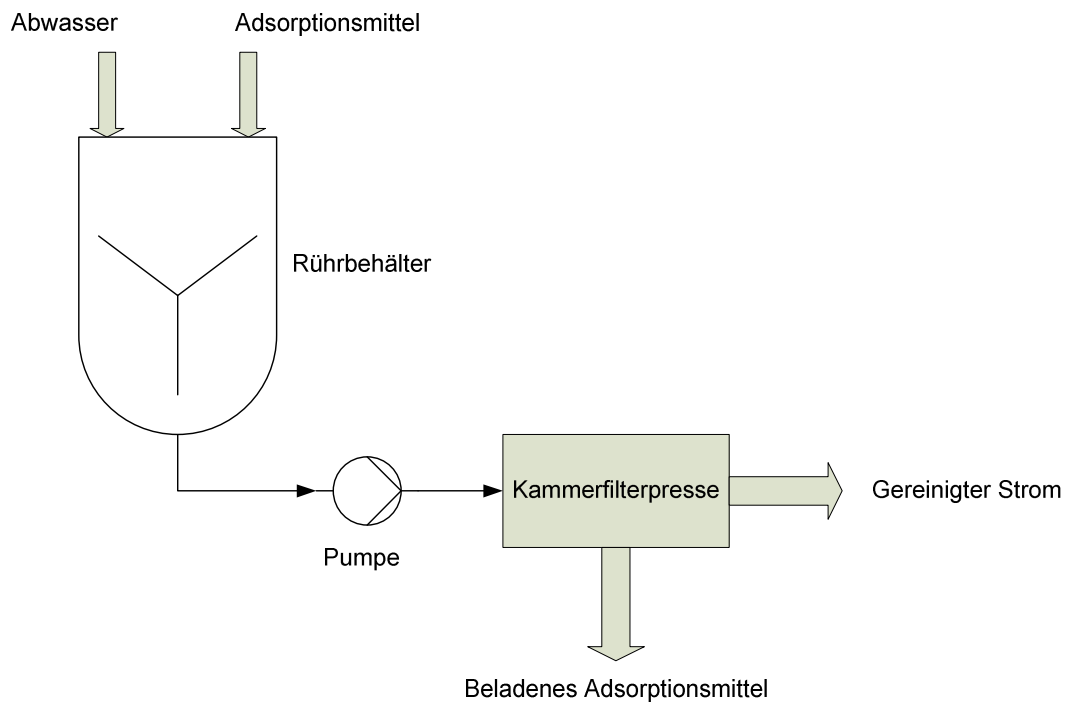 Abwasser
Adsorptionsmittel
Rührbehälter
Kammerfilterpresse
Gereinigter Strom
Pumpe
Beladenes Adsorptionsmittel